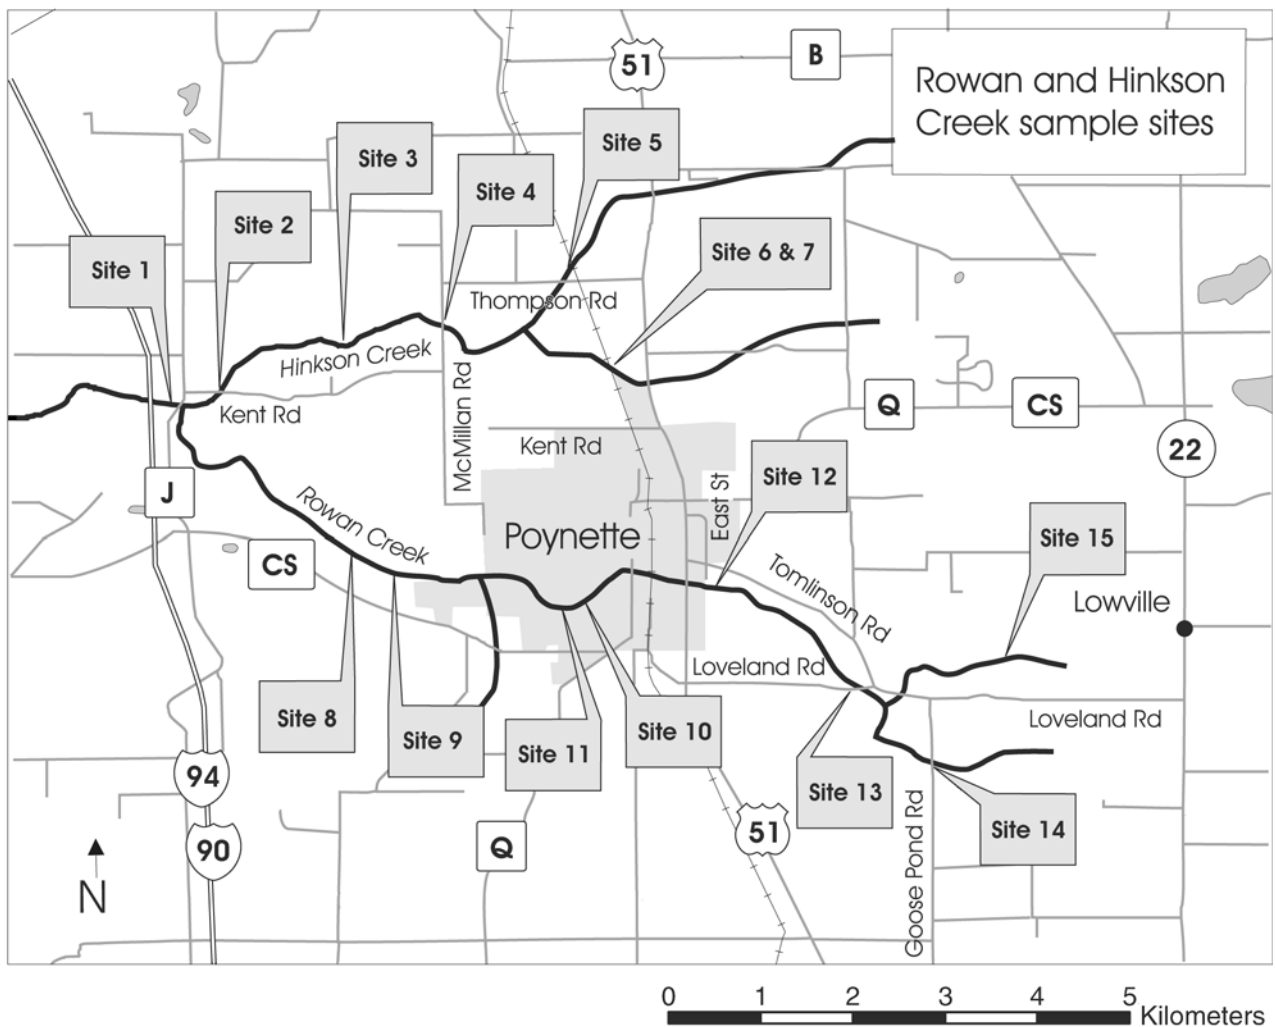 B
51
Rowan and Hinkson
Creek sample sites
Site 5
Site 3
Site 4
Site 2
Site 6 & 7
Site 1
Thompson Rd
Hinkson Creek
McMillan Rd
Kent Rd
Q
CS
Kent Rd
22
J
Site 12
East St
Rowan Creek
Poynette
Site 15
CS
Tomlinson Rd
Lowville
Loveland Rd
Site 8
Site 9
Site 11
Site 10
Loveland Rd
94
Site 13
51
Site 14
90
Q
Goose Pond Rd
N
0 1 2 3 4 5
Kilometers